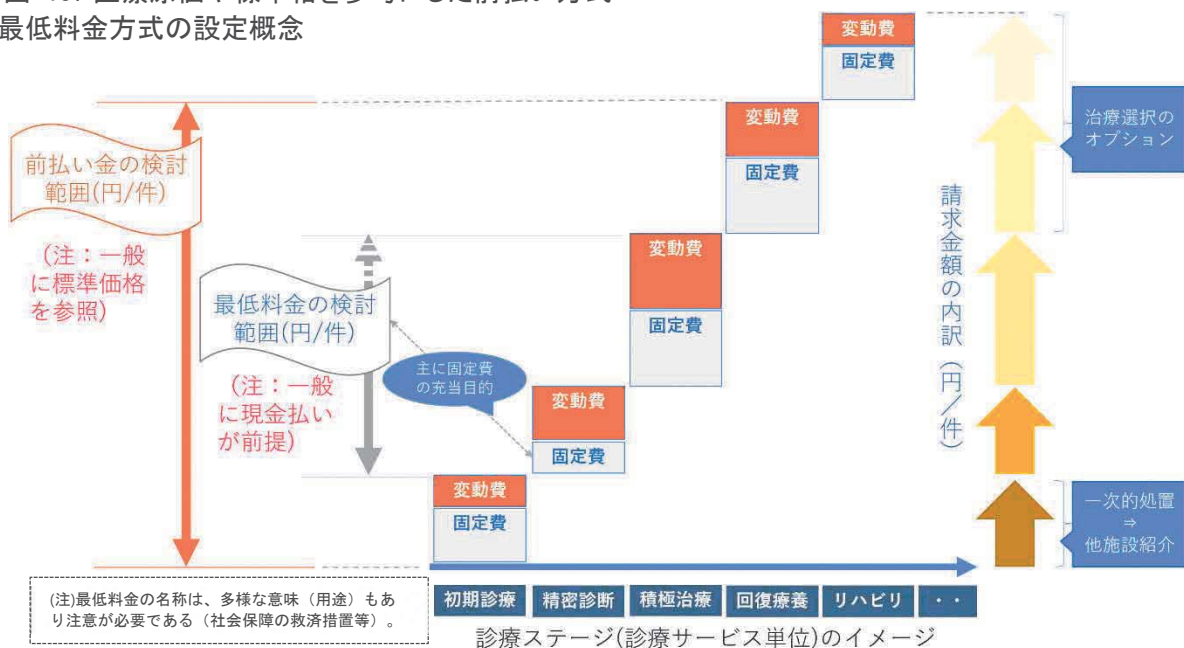 最低料金方式の設定概念
変動費
固定費
変動費
固定費
変動費
固定費
変動費
固定費
変動費
固定費
前払い金の検討
範囲(円/件)
(注：一般
に標準価格
を参照)
最低料金の検討
範囲(円/件)
(注：一般
に現金払い
が前提)
主に固定費
の充当目的
治療選択の
オプション
請求金額の内訳（円／件）
一次的処置
⇒
他施設紹介
(注)最低料金の名称は、多様な意味（用途）もあ
り注意が必要である（社会保障の救済措置等）。
初期診療
精密診断
積極治療
回復療養
リハビリ
・・
診療ステージ(診療サービス単位)のイメージ